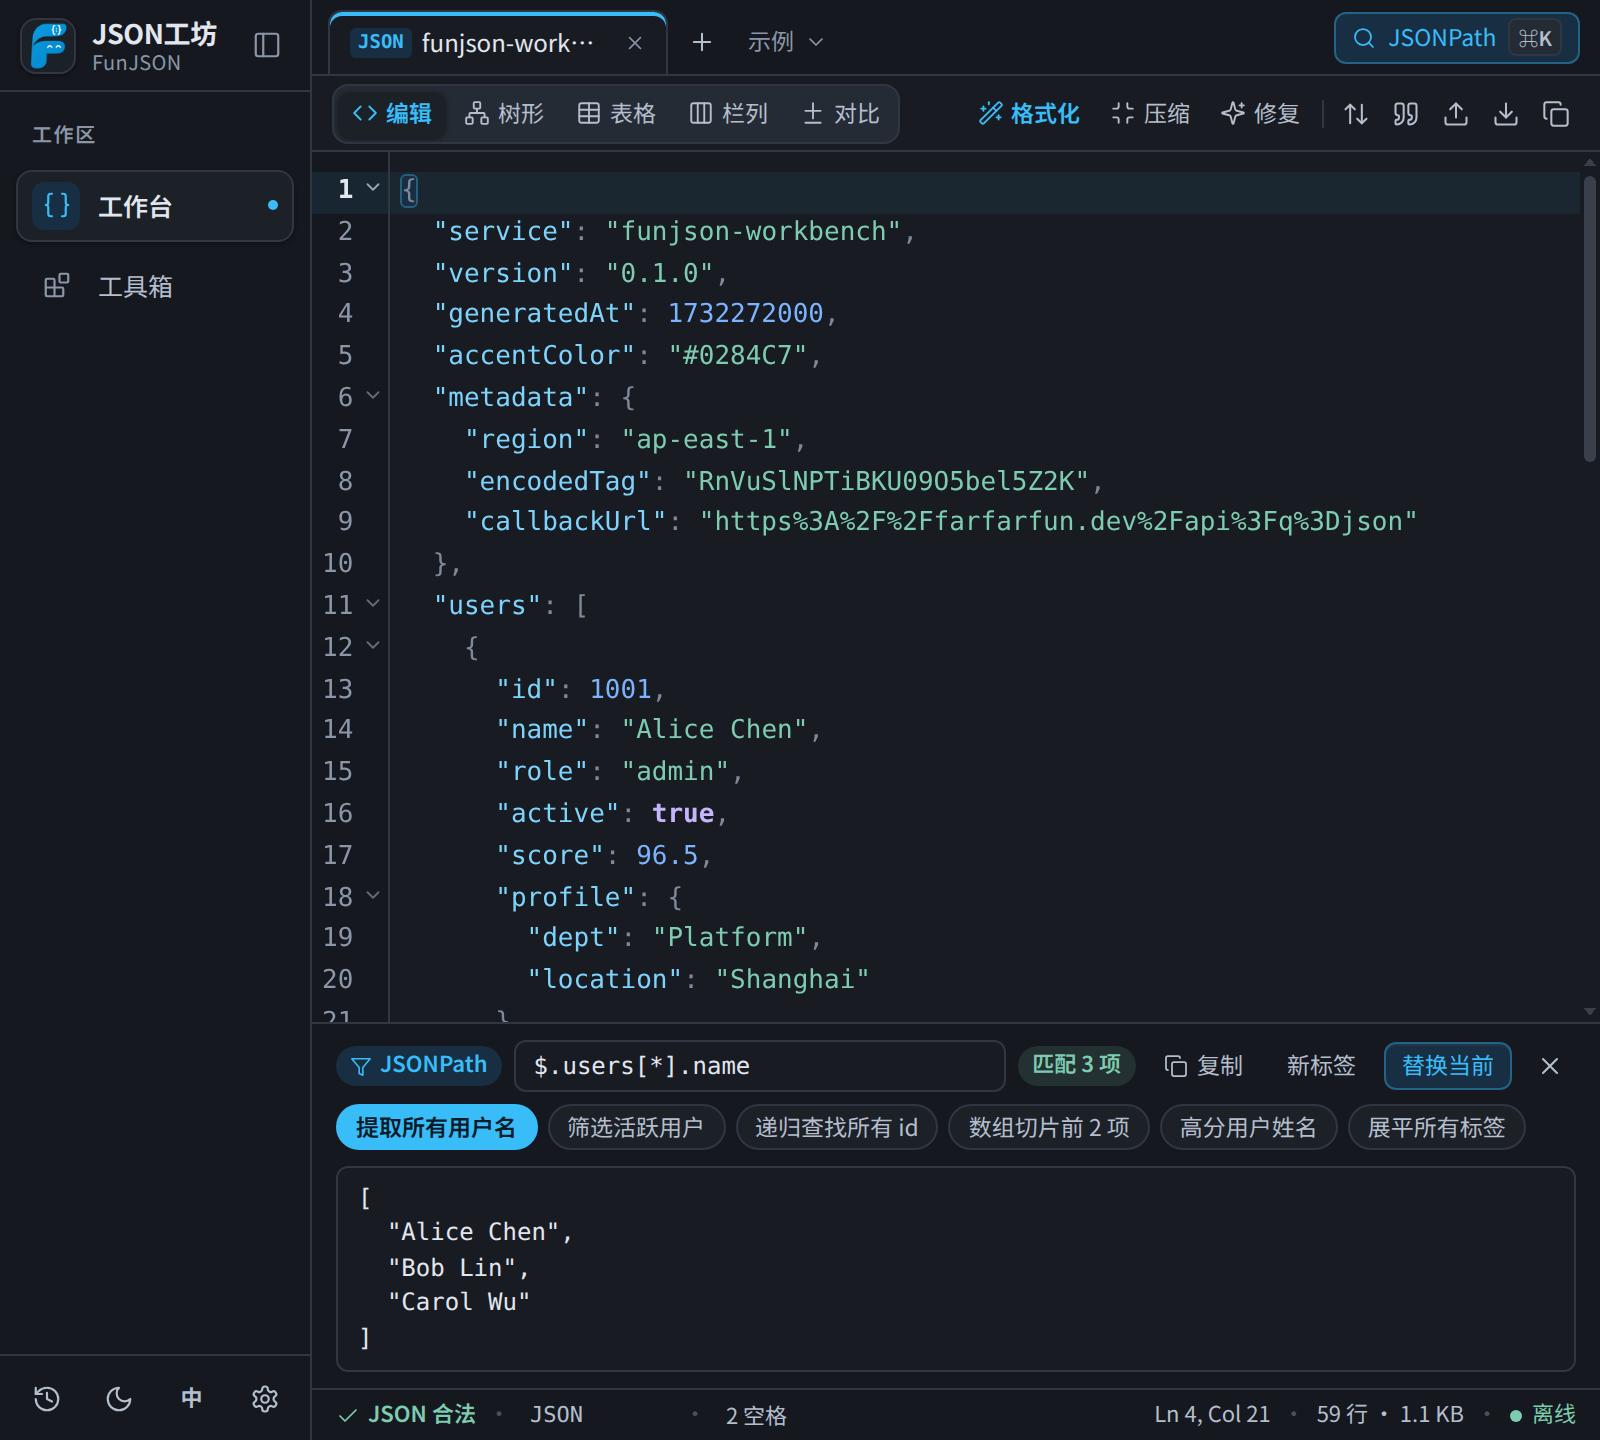 JSON工坊
FunJSON
工作区
{ } 工作台
工具箱
中
JSON funjson-work···
示例
JSONPath ⌘K
编辑 树形 表格 栏列 对比
格式化 压缩 修复
1 {
2 "service": "funjson-workbench",
3 "version": "0.1.0",
4 "generatedAt": 1732272000,
5 "accentColor": "#0284C7",
6 "metadata": {
7 "region": "ap-east-1",
8 "encodedTag": "RnVuSlNPTiBKU09O5bel5Z2K",
9 "callbackUrl": "https%3A%2F%2Ffarfarfun.dev%2Fapi%3Fq%3Djson"
10 },
11 "users": [
12 {
13 "id": 1001,
14 "name": "Alice Chen",
15 "role": "admin",
16 "active": true,
17 "score": 96.5,
18 "profile": {
19 "dept": "Platform",
20 "location": "Shanghai"
21 }
JSONPath $.users[*].name 匹配 3 项 复制 新标签 替换当前
提取所有用户名 筛选活跃用户 递归查找所有 id 数组切片前 2 项 高分用户姓名 展平所有标签
[
"Alice Chen",
"Bob Lin",
"Carol Wu"
]
JSON 合法 • JSON • 2 空格
Ln 4, Col 21 • 59 行 • 1.1 KB • 离线